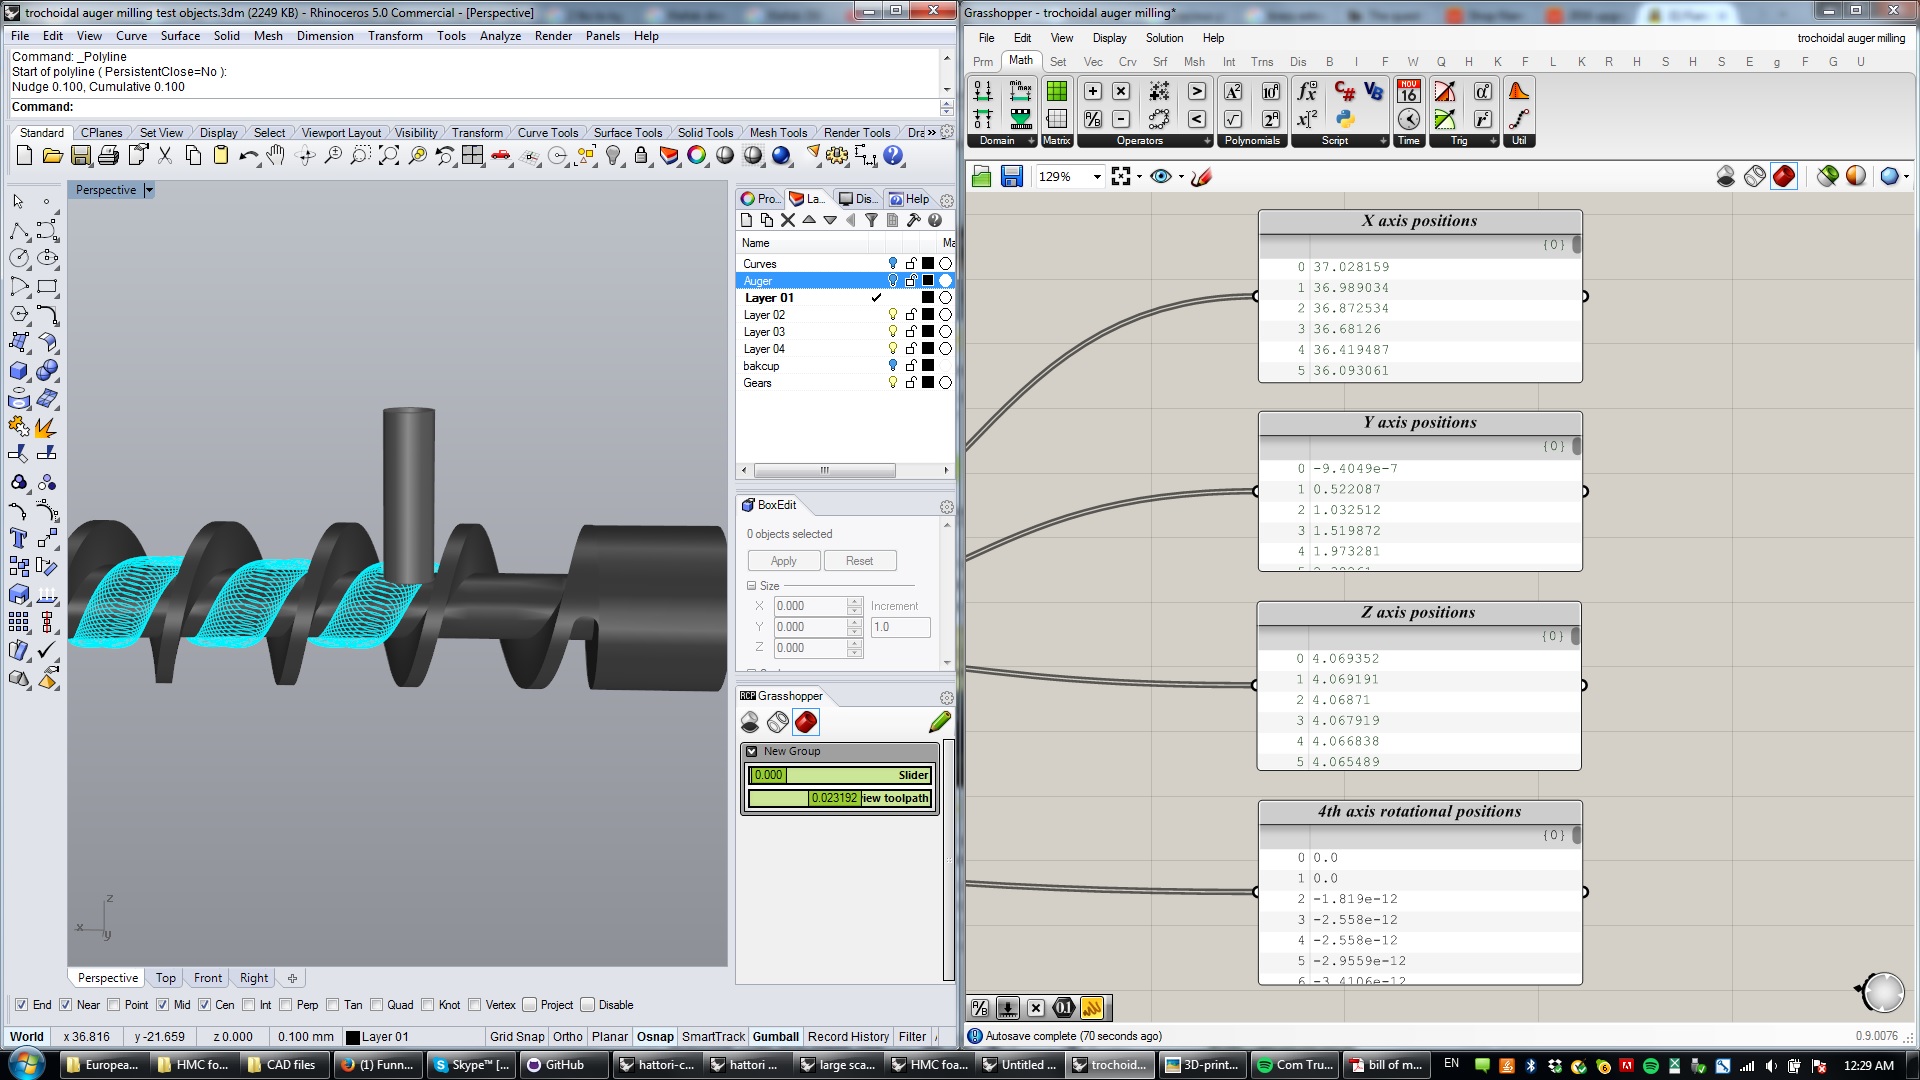 trochoidal auger milling test objects.3dm (2249 KB) - Rhinoceros 5.0 Commercial - [Perspective]
File Edit View Curve Surface Solid Mesh Dimension Transform Tools Analyze Render Panels Help
Command: _Polyline
Start of polyline ( PersistentClose=No ):
Nudge 0.100, Cumulative 0.100
Command:
Standard CPlanes Set View Display Select Viewport Layout Visibility Transform Curve Tools Surface Tools Solid Tools Mesh Tools Render Tools Dra »
Perspective
Pro... La... Dis... Help
Name Ma
Curves
Auger
Layer 01
Layer 02
Layer 03
Layer 04
bakcup
Gears
BoxEdit
0 objects selected
Apply Reset
Size
X 0.000 Increment
Y 0.000 1.0
Z 0.000
Grasshopper
New Group
0.000 Slider
0.023192 iew toolpath
z
x
y
Perspective Top Front Right
End Near Point Mid Cen Int Perp Tan Quad Knot Vertex Project Disable
World x 36.816 y -21.659 z 0.000 0.100 mm Layer 01 Grid Snap Ortho Planar Osnap SmartTrack Gumball Record History Filter
Grasshopper - trochoidal auger milling*
File Edit View Display Solution Help trochoidal auger milling
Prm Math Set Vec Crv Srf Msh Int Trns Dis B I F W Q H K F L H S H K R H S H S E g F G U
Domain Matrix Operators Polynomials Script Time Trig Util
129%
X axis positions
{0}
0 37.028159
1 36.989034
2 36.872534
3 36.68126
4 36.419487
5 36.093061
Y axis positions
{0}
0 -9.4049e-7
1 0.522087
2 1.032512
3 1.519872
4 1.973281
Z axis positions
{0}
0 4.069352
1 4.069191
2 4.06871
3 4.067919
4 4.066838
5 4.065489
4th axis rotational positions
{0}
0 0.0
1 0.0
2 -1.819e-12
3 -2.558e-12
4 -2.558e-12
5 -2.9559e-12
6 -3.4106e-12
Autosave complete (70 seconds ago) 0.9.0076
Europea... HMC fo... CAD files (1) Funn... Skype™ [... GitHub hattori-c... hattori ... large sca... HMC foa... Untitled ... trochoid... 3D-print... Com Tru... bill of m... EN 12:29 AM